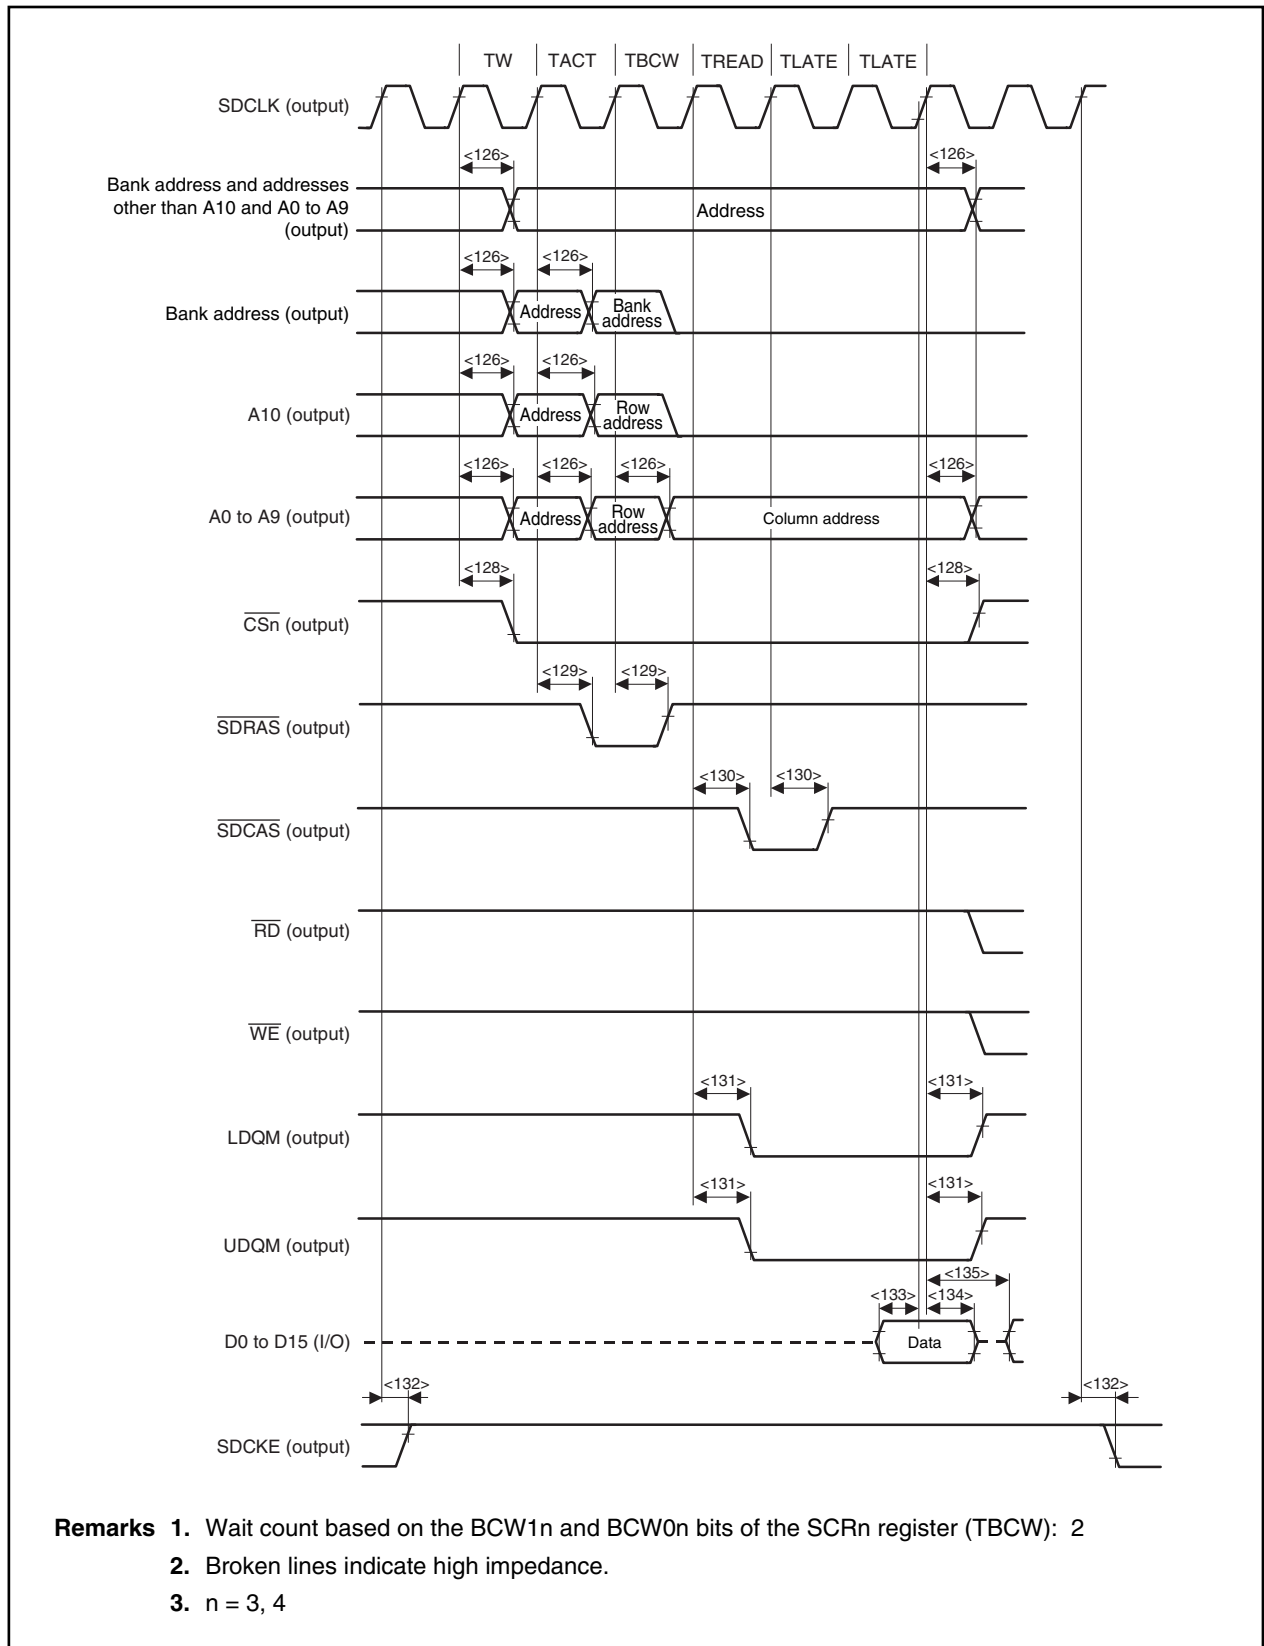 TW TACT TBCW TREAD TLATE TLATE
SDCLK (output)
<126> <126>
Bank address and addresses
other than A10 and A0 to A9
(output)
Address
<126> <126>
Bank address (output)
Address
Bank
address
<126> <126>
A10 (output)
Address
Row
address
<126> <126> <126> <126>
A0 to A9 (output)
Address
Row
address
Column address
<128> <128>
CSn (output)
<129> <129>
SDRAS (output)
<130> <130>
SDCAS (output)
RD (output)
WE (output)
<131> <131>
LDQM (output)
<131> <131>
UDQM (output)
<135>
<133> <134>
D0 to D15 (I/O)
Data
<132> <132>
SDCKE (output)
Remarks 1. Wait count based on the BCW1n and BCW0n bits of the SCRn register (TBCW): 2
2. Broken lines indicate high impedance.
3. n = 3, 4